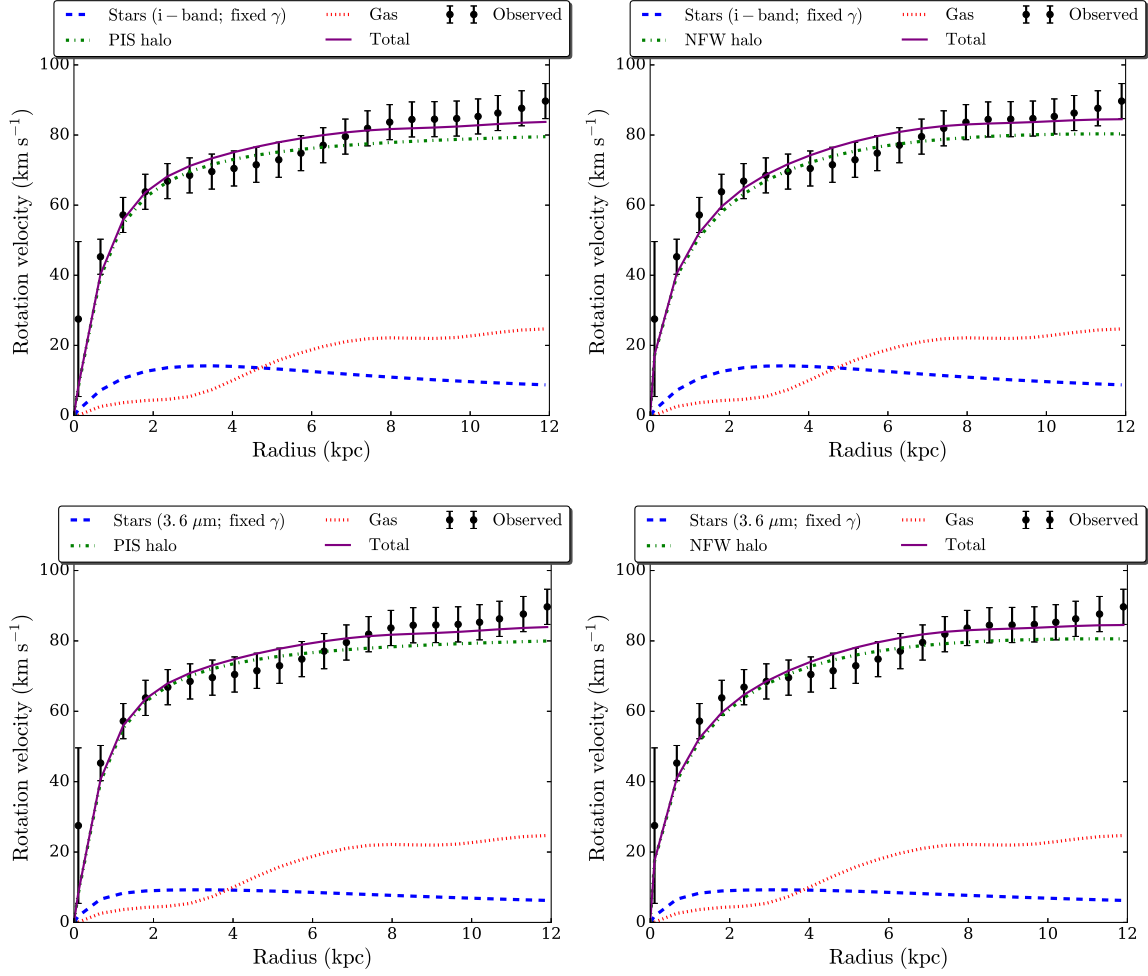 Stars (i − band; fixed γ) Gas Observed
PIS halo Total
100
80
60
40
20
0
Rotation velocity (km s⁻¹)
0 2 4 6 8 10 12
Radius (kpc)
Stars (i − band; fixed γ) Gas Observed
NFW halo Total
100
80
60
40
20
0
Rotation velocity (km s⁻¹)
0 2 4 6 8 10 12
Radius (kpc)
Stars (3.6 μm; fixed γ) Gas Observed
PIS halo Total
100
80
60
40
20
0
Rotation velocity (km s⁻¹)
0 2 4 6 8 10 12
Radius (kpc)
Stars (3.6 μm; fixed γ) Gas Observed
NFW halo Total
100
80
60
40
20
0
Rotation velocity (km s⁻¹)
0 2 4 6 8 10 12
Radius (kpc)